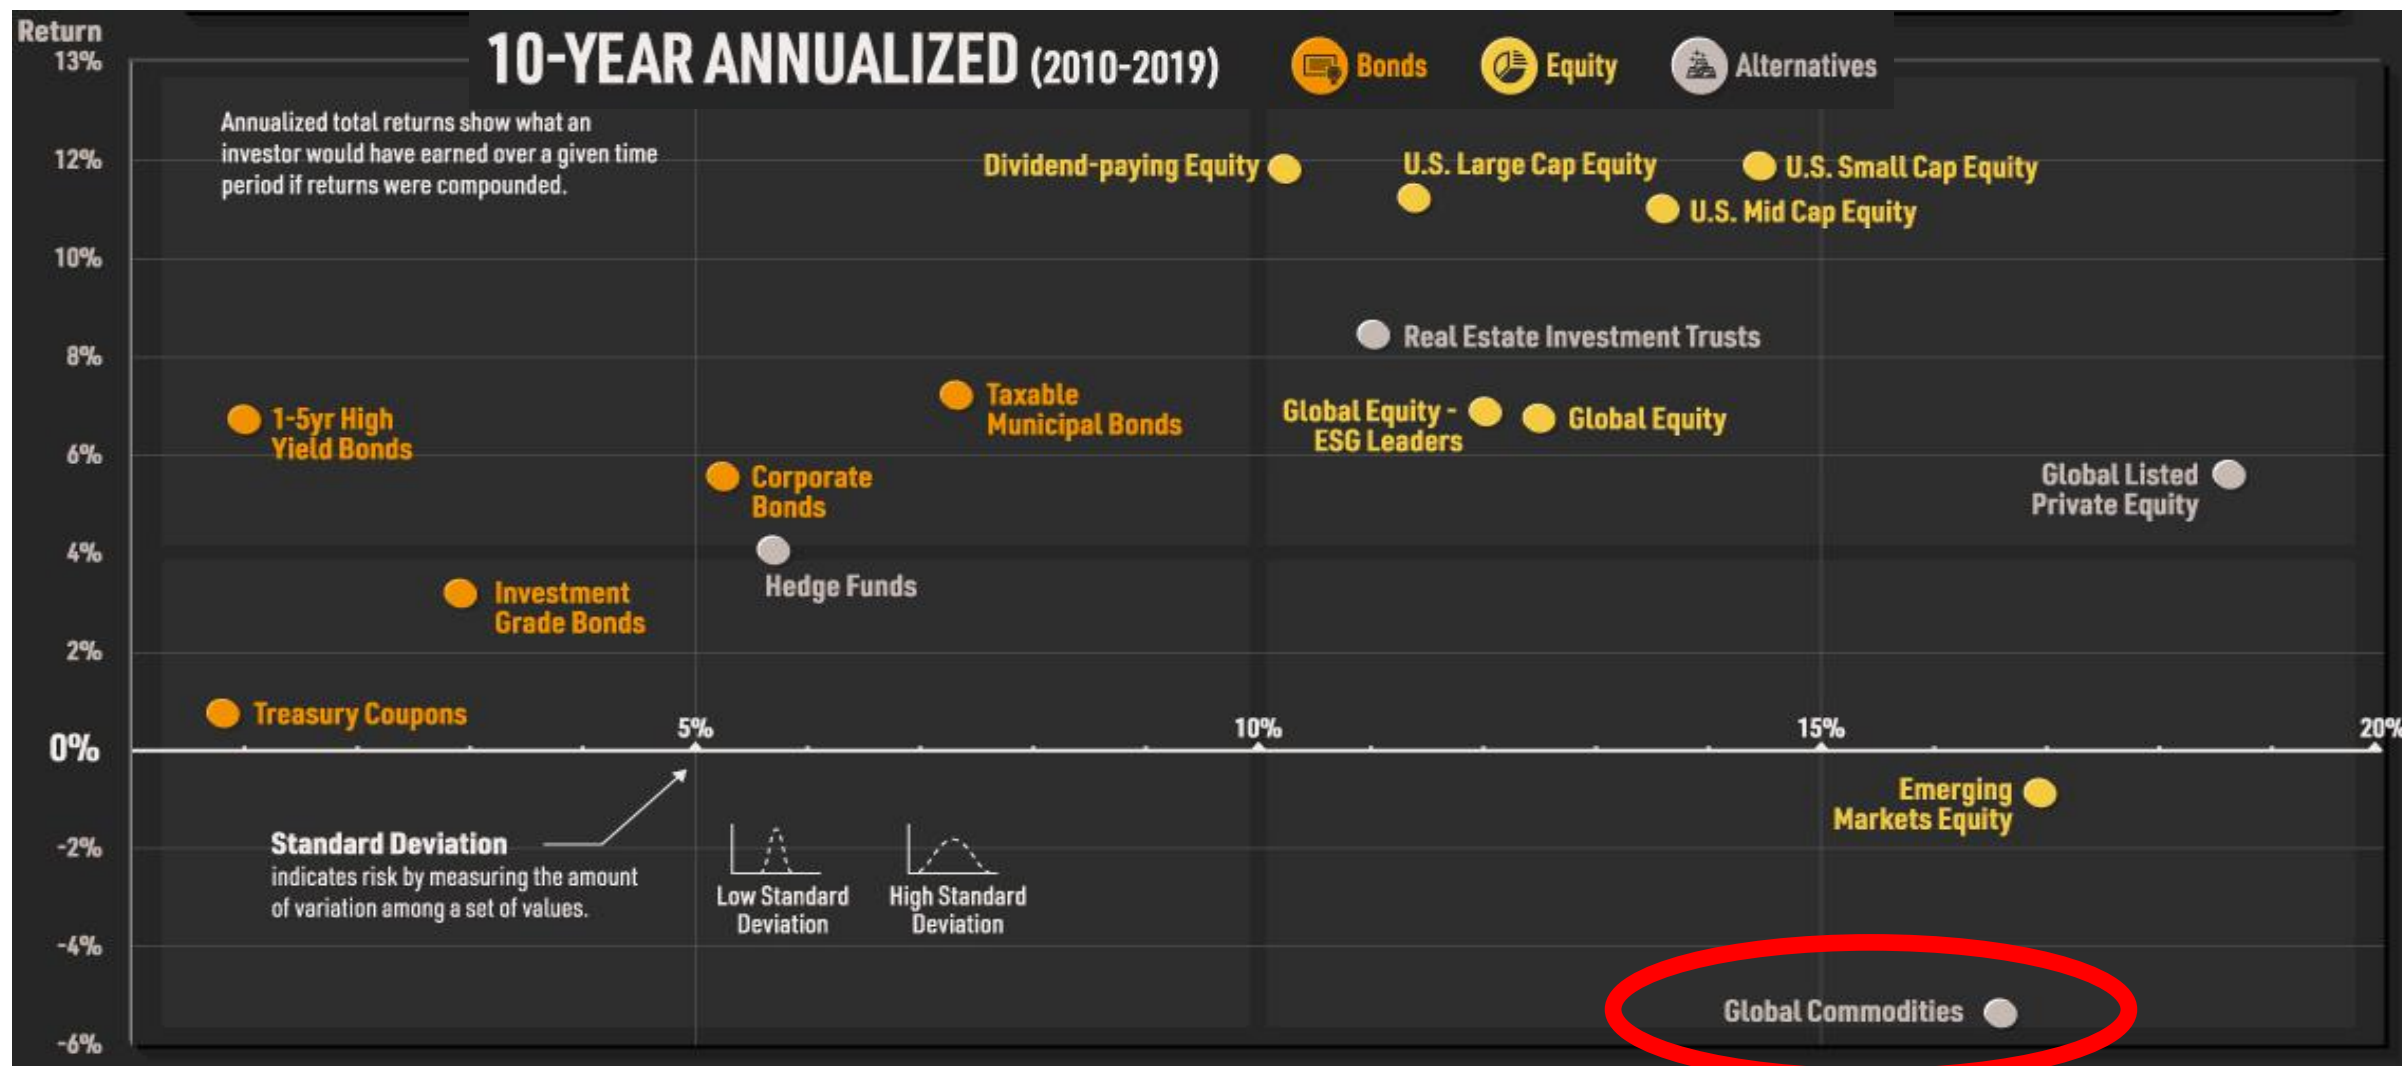 Return
13%
10-YEAR ANNUALIZED (2010-2019)
Bonds
Equity
Alternatives
Annualized total returns show what an
investor would have earned over a given time
period if returns were compounded.
12%
Dividend-paying Equity
U.S. Large Cap Equity
U.S. Small Cap Equity
U.S. Mid Cap Equity
10%
Real Estate Investment Trusts
8%
1-5yr High
Yield Bonds
Taxable
Municipal Bonds
Global Equity -
ESG Leaders
Global Equity
6%
Corporate
Bonds
Global Listed
Private Equity
4%
Hedge Funds
Investment
Grade Bonds
2%
Treasury Coupons
0%
5%
10%
15%
20%
Emerging
Markets Equity
-2%
Standard Deviation
indicates risk by measuring the amount
of variation among a set of values.
Low Standard
Deviation
High Standard
Deviation
-4%
Global Commodities
-6%